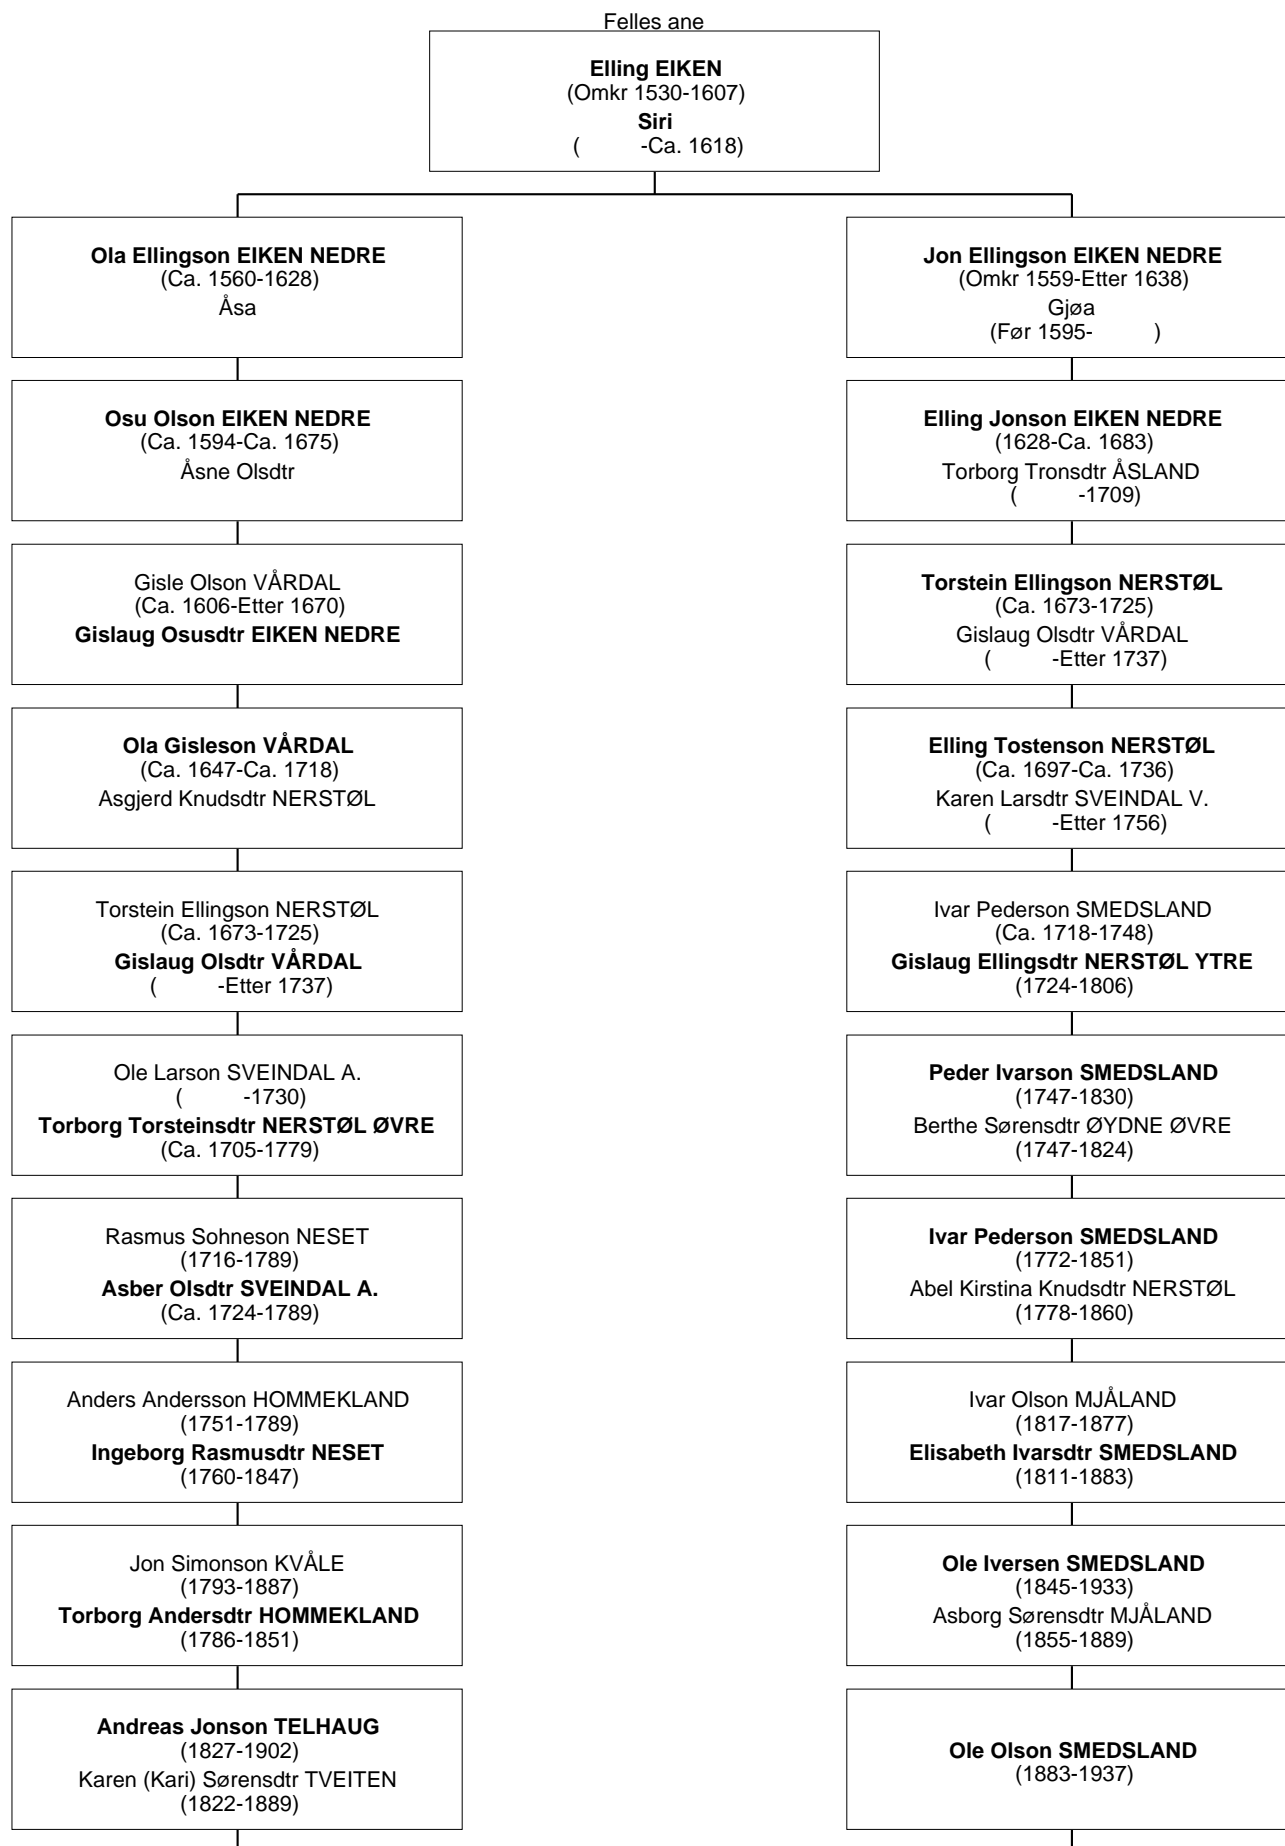 Felles ane
Elling EIKEN
(Omkr 1530-1607)
Siri
( -Ca. 1618)
Ola Ellingson EIKEN NEDRE
(Ca. 1560-1628)
Åsa
Jon Ellingson EIKEN NEDRE
(Omkr 1559-Etter 1638)
Gjøa
(Før 1595- )
Osu Olson EIKEN NEDRE
(Ca. 1594-Ca. 1675)
Åsne Olsdtr
Elling Jonson EIKEN NEDRE
(1628-Ca. 1683)
Torborg Tronsdtr ÅSLAND
( -1709)
Gisle Olson VÅRDAL
(Ca. 1606-Etter 1670)
Gislaug Osusdtr EIKEN NEDRE
Torstein Ellingson NERSTØL
(Ca. 1673-1725)
Gislaug Olsdtr VÅRDAL
( -Etter 1737)
Ola Gisleson VÅRDAL
(Ca. 1647-Ca. 1718)
Asgjerd Knudsdtr NERSTØL
Elling Tostenson NERSTØL
(Ca. 1697-Ca. 1736)
Karen Larsdtr SVEINDAL V.
( -Etter 1756)
Torstein Ellingson NERSTØL
(Ca. 1673-1725)
Gislaug Olsdtr VÅRDAL
( -Etter 1737)
Ivar Pederson SMEDSLAND
(Ca. 1718-1748)
Gislaug Ellingsdtr NERSTØL YTRE
(1724-1806)
Ole Larson SVEINDAL A.
( -1730)
Torborg Torsteinsdtr NERSTØL ØVRE
(Ca. 1705-1779)
Peder Ivarson SMEDSLAND
(1747-1830)
Berthe Sørensdtr ØYDNE ØVRE
(1747-1824)
Rasmus Sohneson NESET
(1716-1789)
Asber Olsdtr SVEINDAL A.
(Ca. 1724-1789)
Ivar Pederson SMEDSLAND
(1772-1851)
Abel Kirstina Knudsdtr NERSTØL
(1778-1860)
Anders Andersson HOMMEKLAND
(1751-1789)
Ingeborg Rasmusdtr NESET
(1760-1847)
Ivar Olson MJÅLAND
(1817-1877)
Elisabeth Ivarsdtr SMEDSLAND
(1811-1883)
Jon Simonson KVÅLE
(1793-1887)
Torborg Andersdtr HOMMEKLAND
(1786-1851)
Ole Iversen SMEDSLAND
(1845-1933)
Asborg Sørensdtr MJÅLAND
(1855-1889)
Andreas Jonson TELHAUG
(1827-1902)
Karen (Kari) Sørensdtr TVEITEN
(1822-1889)
Ole Olson SMEDSLAND
(1883-1937)